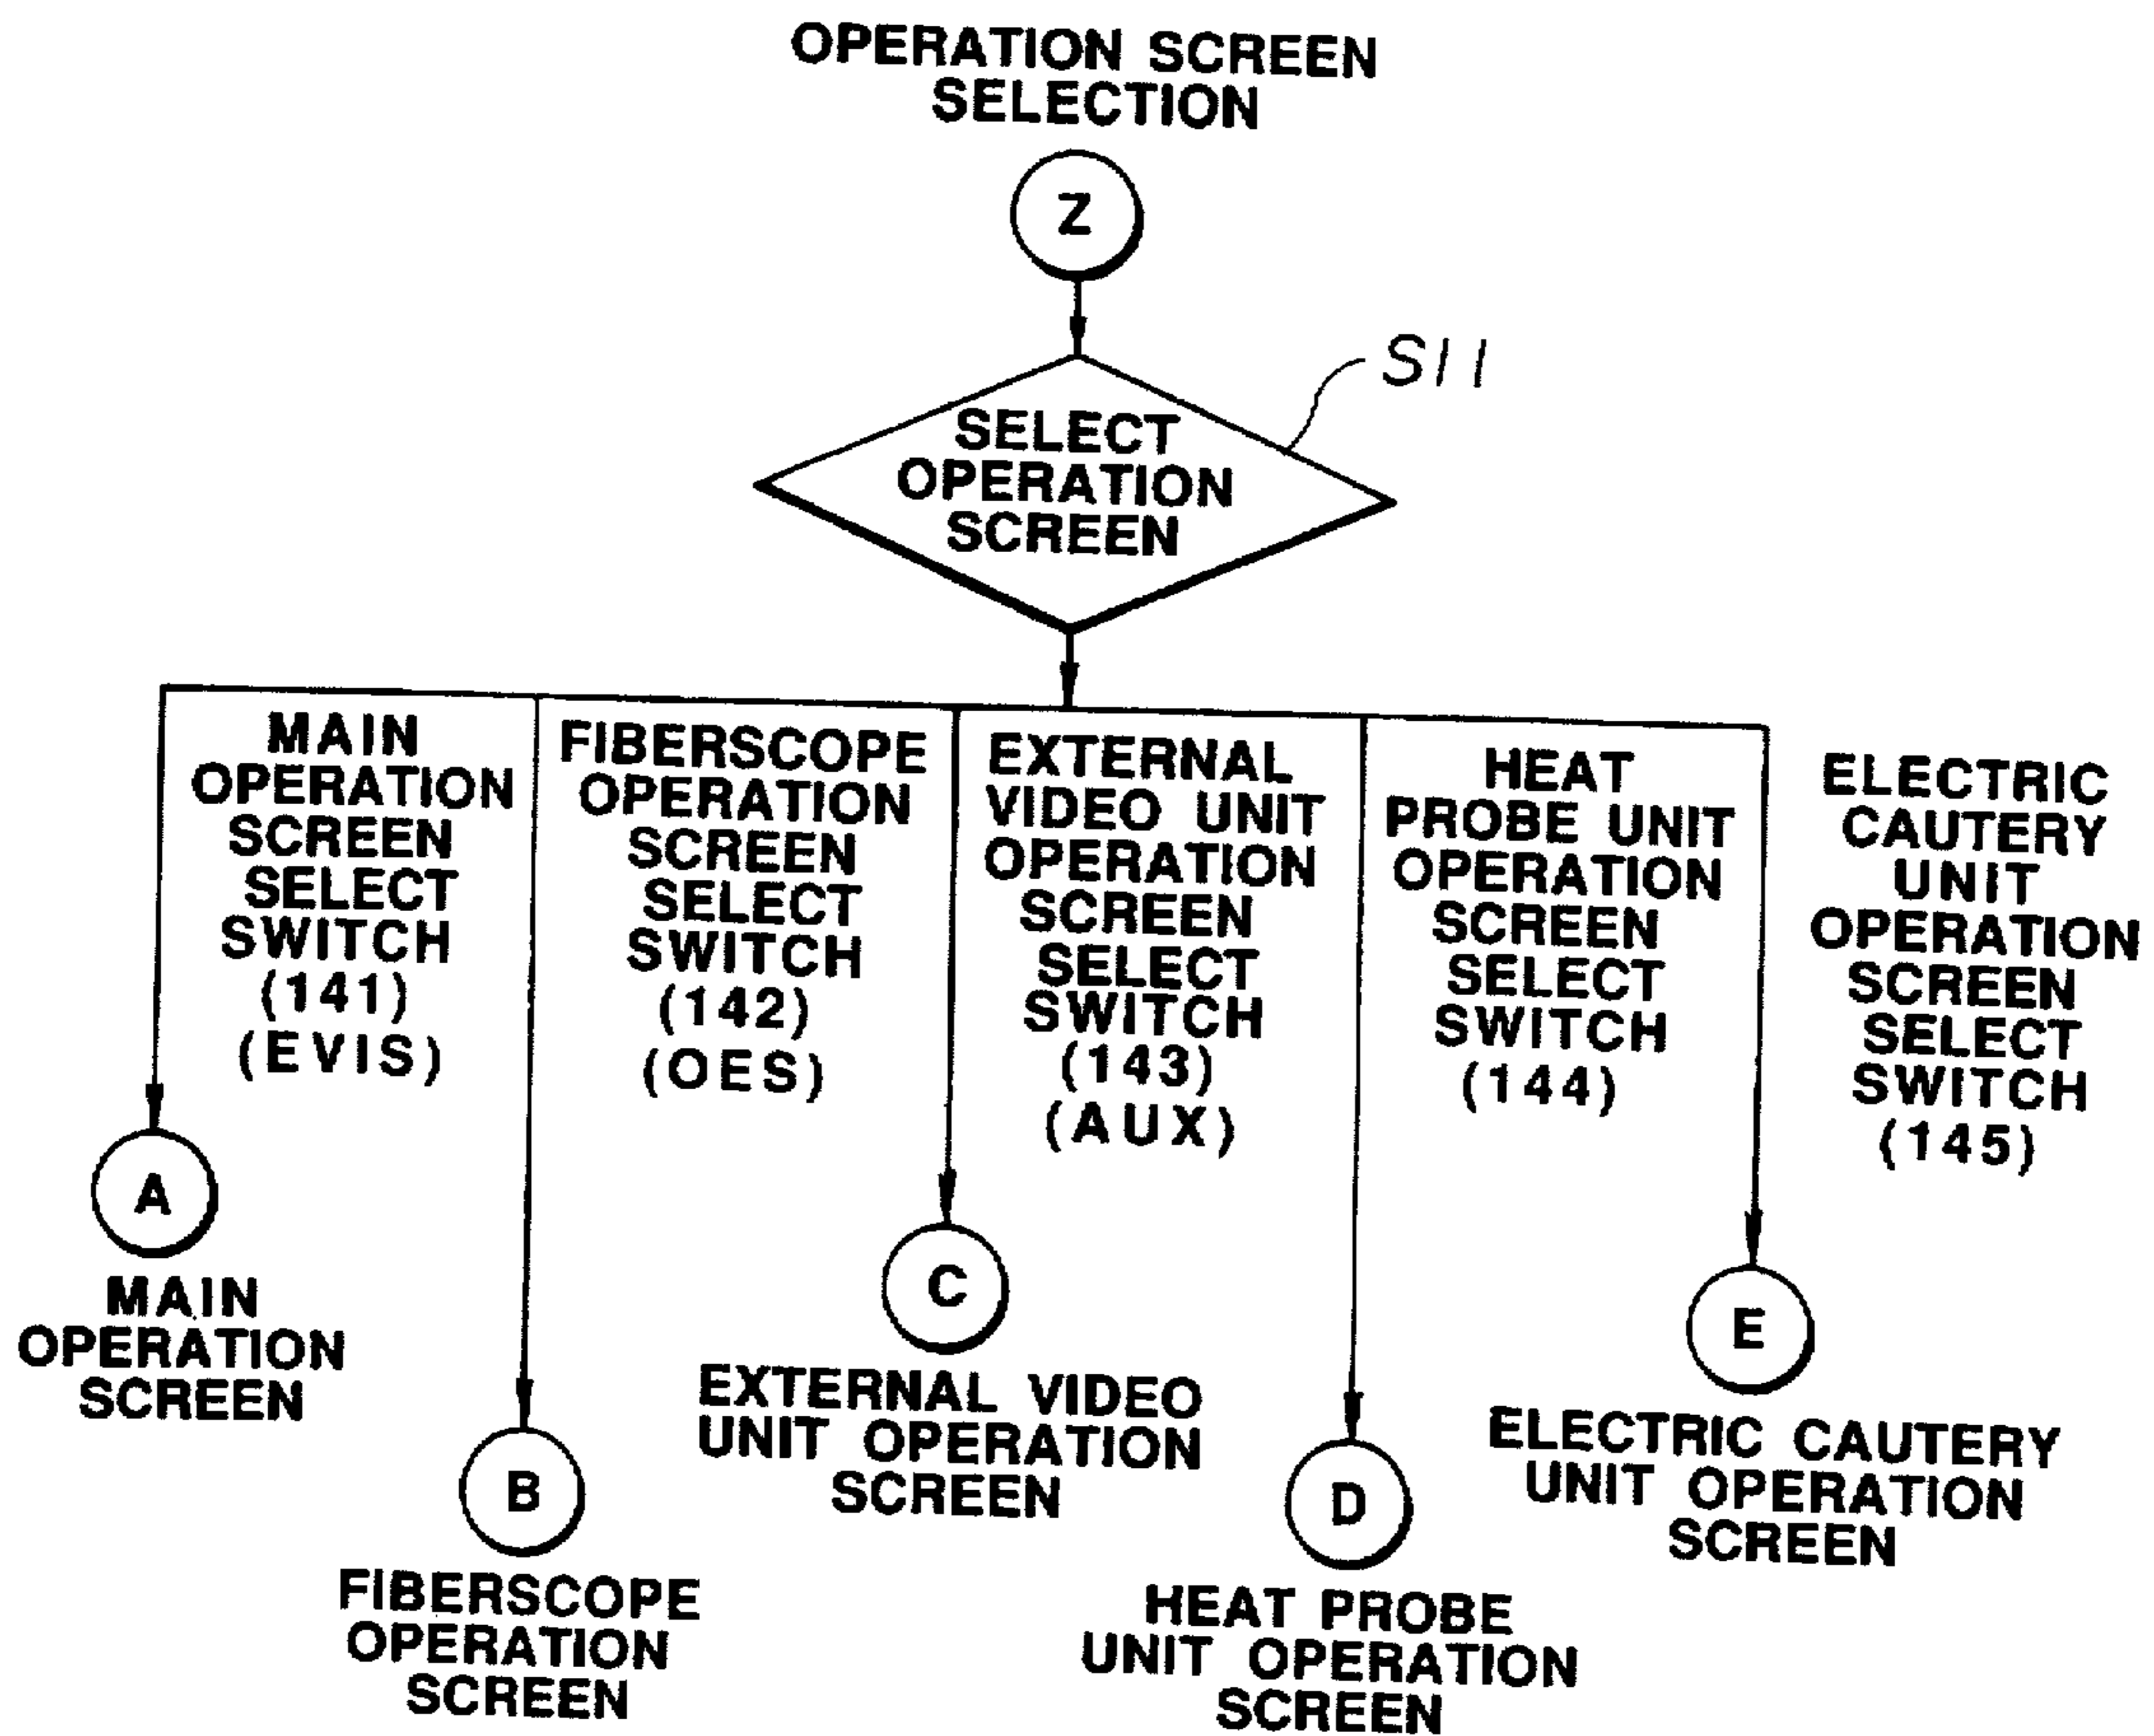 OPERATION SCREEN
SELECTION
Z
S11
SELECT
OPERATION
SCREEN
MAIN
OPERATION
SCREEN
SELECT
SWITCH
(141)
(EVIS)
FIBERSCOPE
OPERATION
SCREEN
SELECT
SWITCH
(142)
(OES)
EXTERNAL
VIDEO UNIT
OPERATION
SCREEN
SELECT
SWITCH
(143)
(AUX)
HEAT
PROBE UNIT
OPERATION
SCREEN
SELECT
SWITCH
(144)
ELECTRIC
CAUTERY
UNIT
OPERATION
SCREEN
SELECT
SWITCH
(145)
A
MAIN
OPERATION
SCREEN
B
FIBERSCOPE
OPERATION
SCREEN
C
EXTERNAL VIDEO
UNIT OPERATION
SCREEN
D
HEAT PROBE
UNIT OPERATION
SCREEN
E
ELECTRIC CAUTERY
UNIT OPERATION
SCREEN